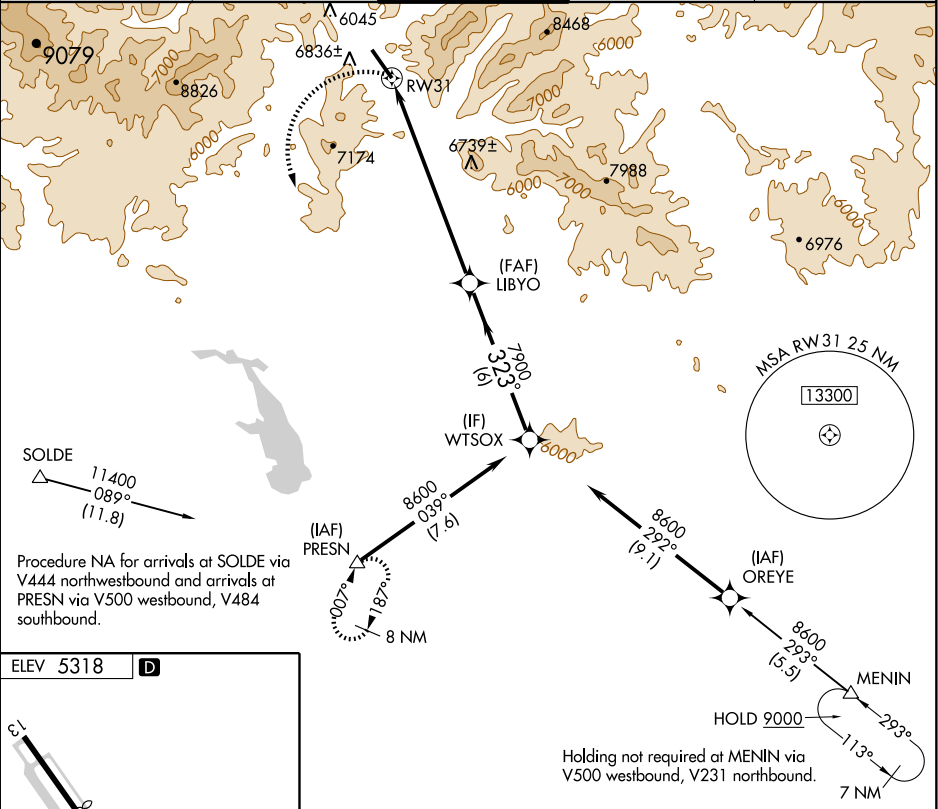 6045
8468
6000
9079
6836±
7000
8826
RW31
7000
6000
7174
6739±
7988
6000
7000
6000
6976
(FAF)
LIBYO
7900
323°
(6)
MSA RW31 25 NM
13300
(IF)
WTSOX
6000
SOLDE
11400
089°
(11.8)
8600
039°
(7.6)
(IAF)
PRESN
8600
292°
(9.1)
(IAF)
OREYE
Procedure NA for arrivals at SOLDE via
V444 northwestbound and arrivals at
PRESN via V500 westbound, V484
southbound.
007°
187°
8 NM
8600
293°
(5.5)
MENIN
ELEV 5318 D
HOLD 9000
293°
113°
7 NM
Holding not required at MENIN via
V500 westbound, V231 northbound.
13